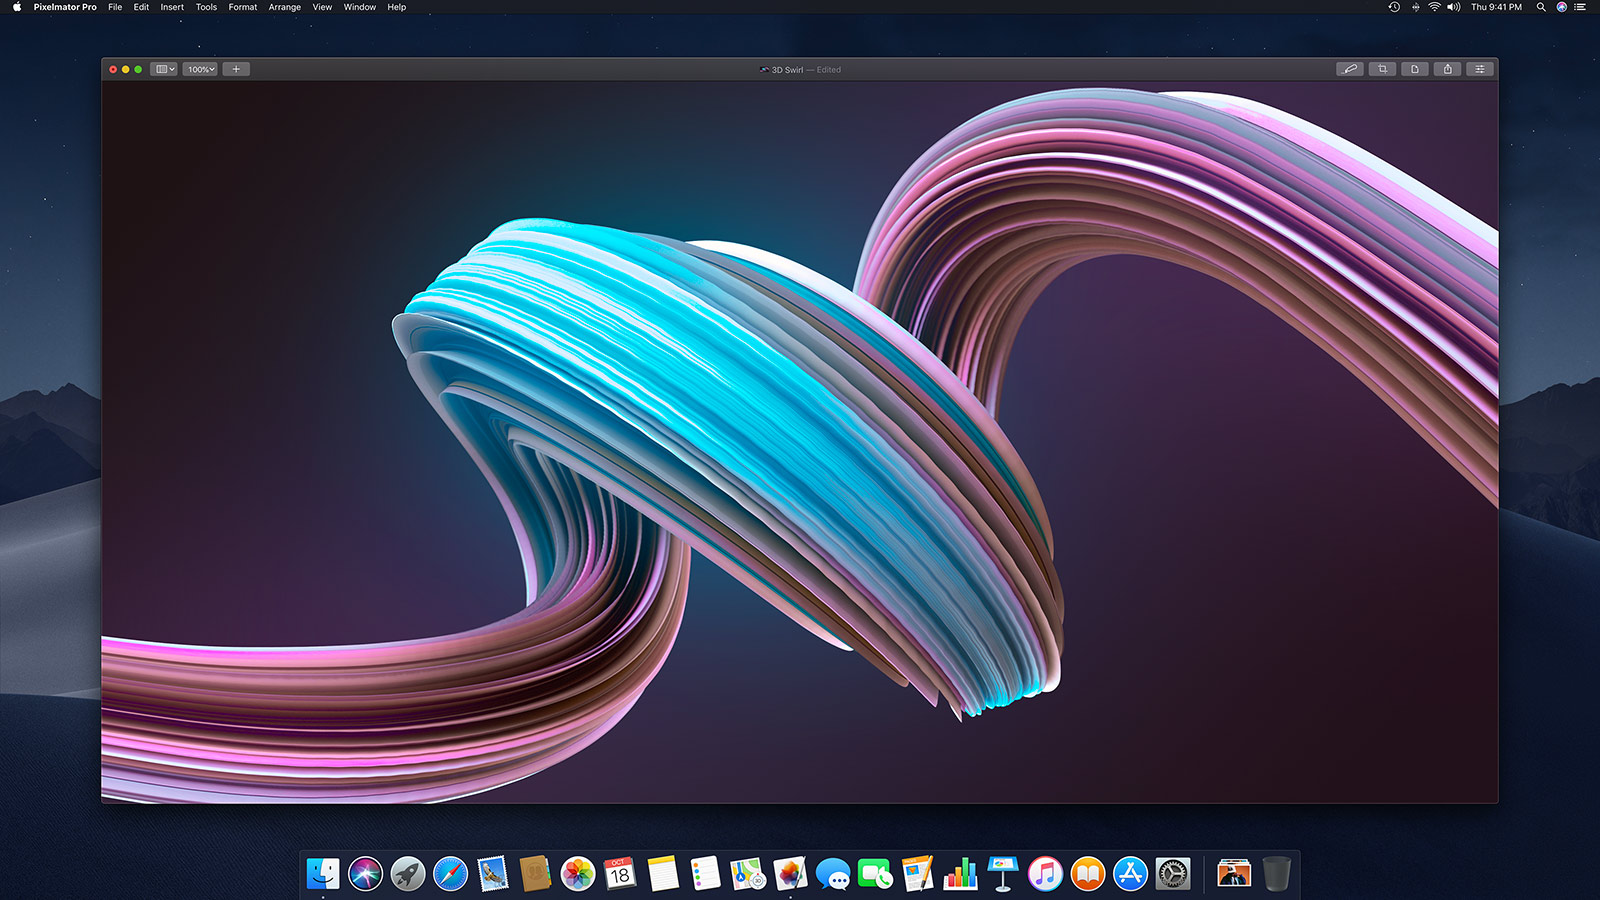 Pixelmator Pro File Edit Insert Tools Format Arrange View Window Help Thu 9:41 PM
100% 3D Swirl — Edited
OCT
18